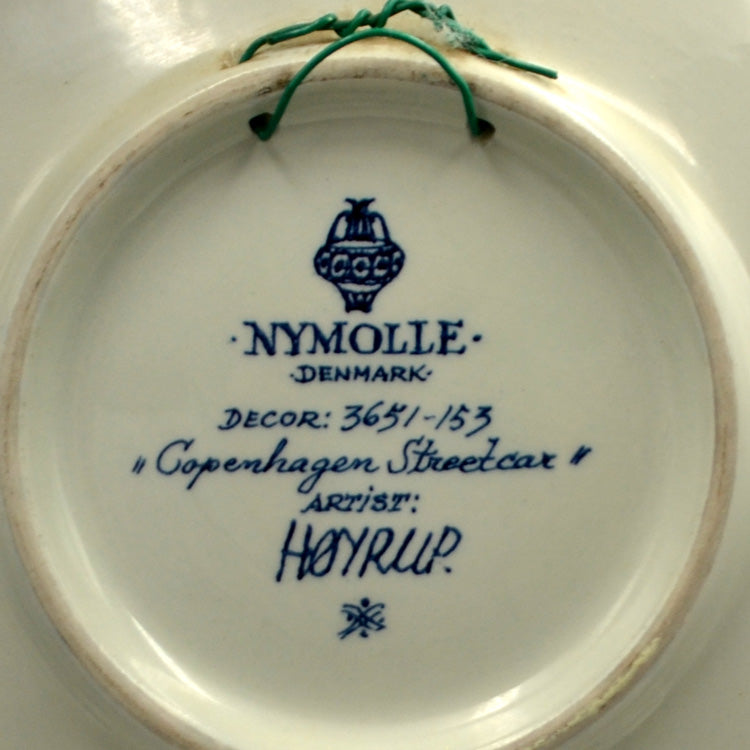 ·NYMOLLE·
·DENMARK·
DECOR: 3651-153
„Copenhagen Streetcar"
ARTIST:
HØYRUP.